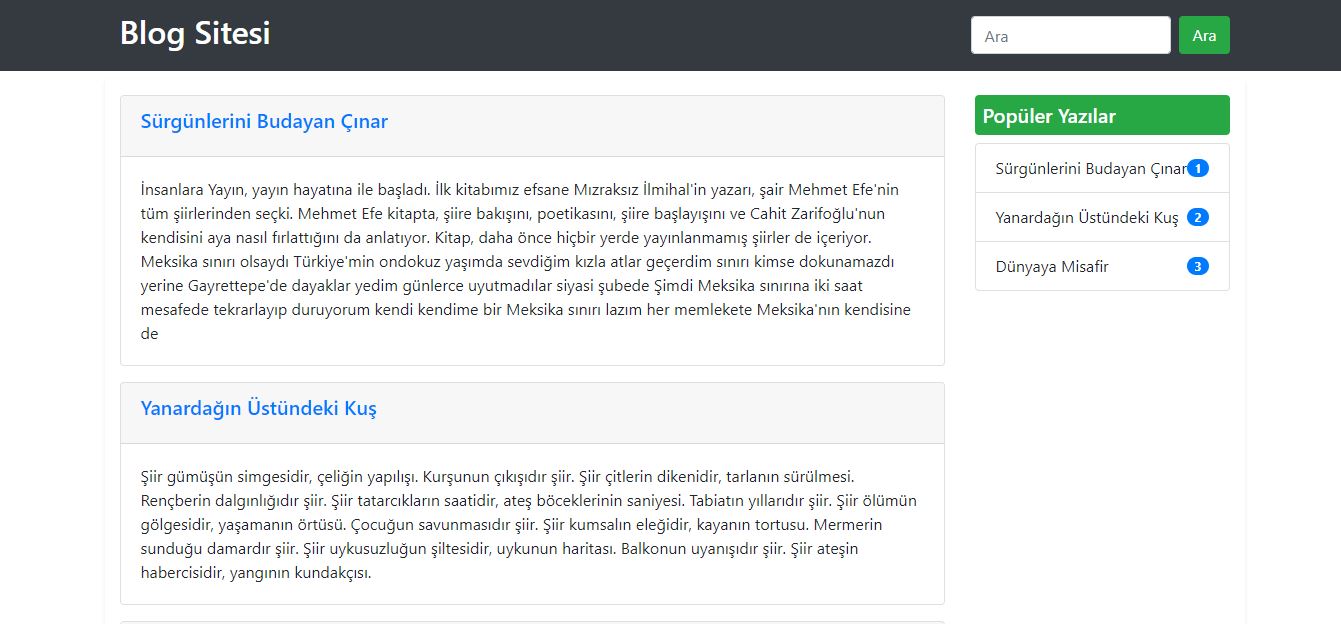 Blog Sitesi
Ara
Ara
Sürgünlerini Budayan Çınar
İnsanlara Yayın, yayın hayatına ile başladı. İlk kitabımız efsane Mızraksız İlmihal'in yazarı, şair Mehmet Efe'nin
tüm şiirlerinden seçki. Mehmet Efe kitapta, şiire bakışını, poetikasını, şiire başlayışını ve Cahit Zarifoğlu'nun
kendisini aya nasıl fırlattığını da anlatıyor. Kitap, daha önce hiçbir yerde yayınlanmamış şiirler de içeriyor.
Meksika sınırı olsaydı Türkiye'min ondokuz yaşımda sevdiğim kızla atlar geçerdim sınırı kimse dokunamazdı
yerine Gayrettepe'de dayaklar yedim günlerce uyutmadılar siyasi şubede Şimdi Meksika sınırına iki saat
mesafede tekrarlayıp duruyorum kendi kendime bir Meksika sınırı lazım her memlekete Meksika'nın kendisine
de
Yanardağın Üstündeki Kuş
Şiir gümüşün simgesidir, çeliğin yapılışı. Kurşunun çıkışıdır şiir. Şiir çitlerin dikenidir, tarlanın sürülmesi.
Rençberin dalgınlığıdır şiir. Şiir tatarcıkların saatidir, ateş böceklerinin saniyesi. Tabiatın yıllarıdır şiir. Şiir ölümün
gölgesidir, yaşamanın örtüsü. Çocuğun savunmasıdır şiir. Şiir kumsalın eleğidir, kayanın tortusu. Mermerin
sunduğu damardır şiir. Şiir uykusuzluğun şiltesidir, uykunun haritası. Balkonun uyanışıdır şiir. Şiir ateşin
habercisidir, yangının kundakçısı.
Popüler Yazılar
Sürgünlerini Budayan Çınar 1
Yanardağın Üstündeki Kuş 2
Dünyaya Misafir 3